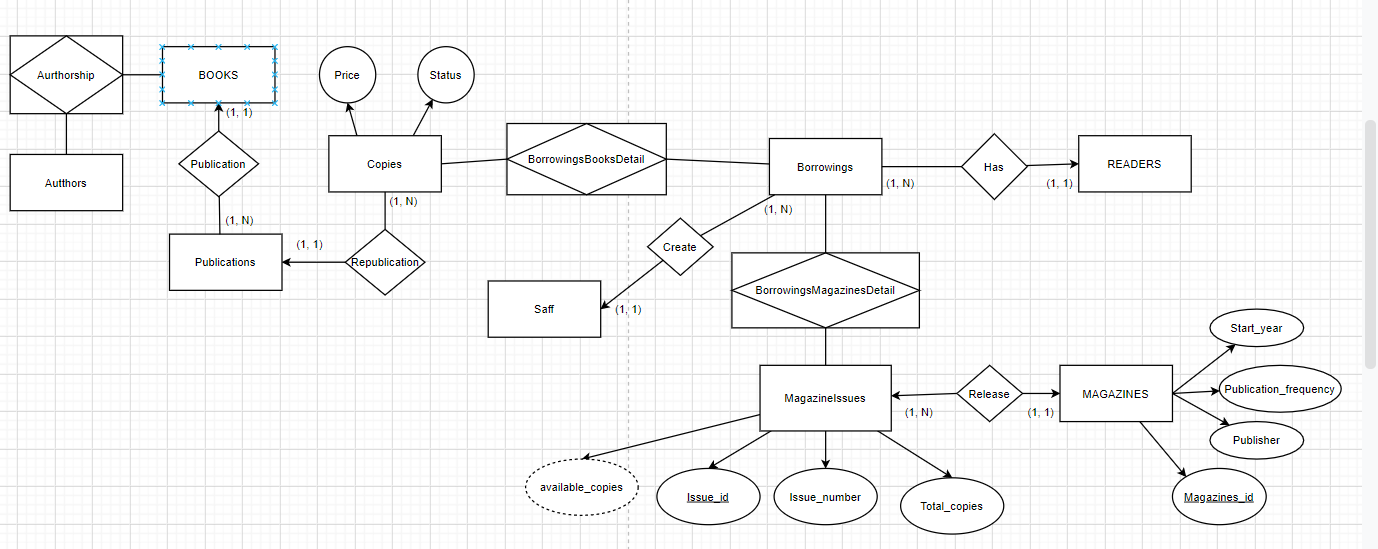 Aurthorship
BOOKS
Price
Status
(1, 1)
Publication
Copies
BorrowingsBooksDetail
Borrowings
Has
READERS
Autthors
(1, N)
(1, 1)
(1, N)
(1, N)
(1, N)
Publications
(1, 1)
Republication
Create
Saff
(1, 1)
BorrowingsMagazinesDetail
Start_year
MagazineIssues
Release
MAGAZINES
Publication_frequency
(1, N)
(1, 1)
Publisher
available_copies
Issue_id
Issue_number
Total_copies
Magazines_id